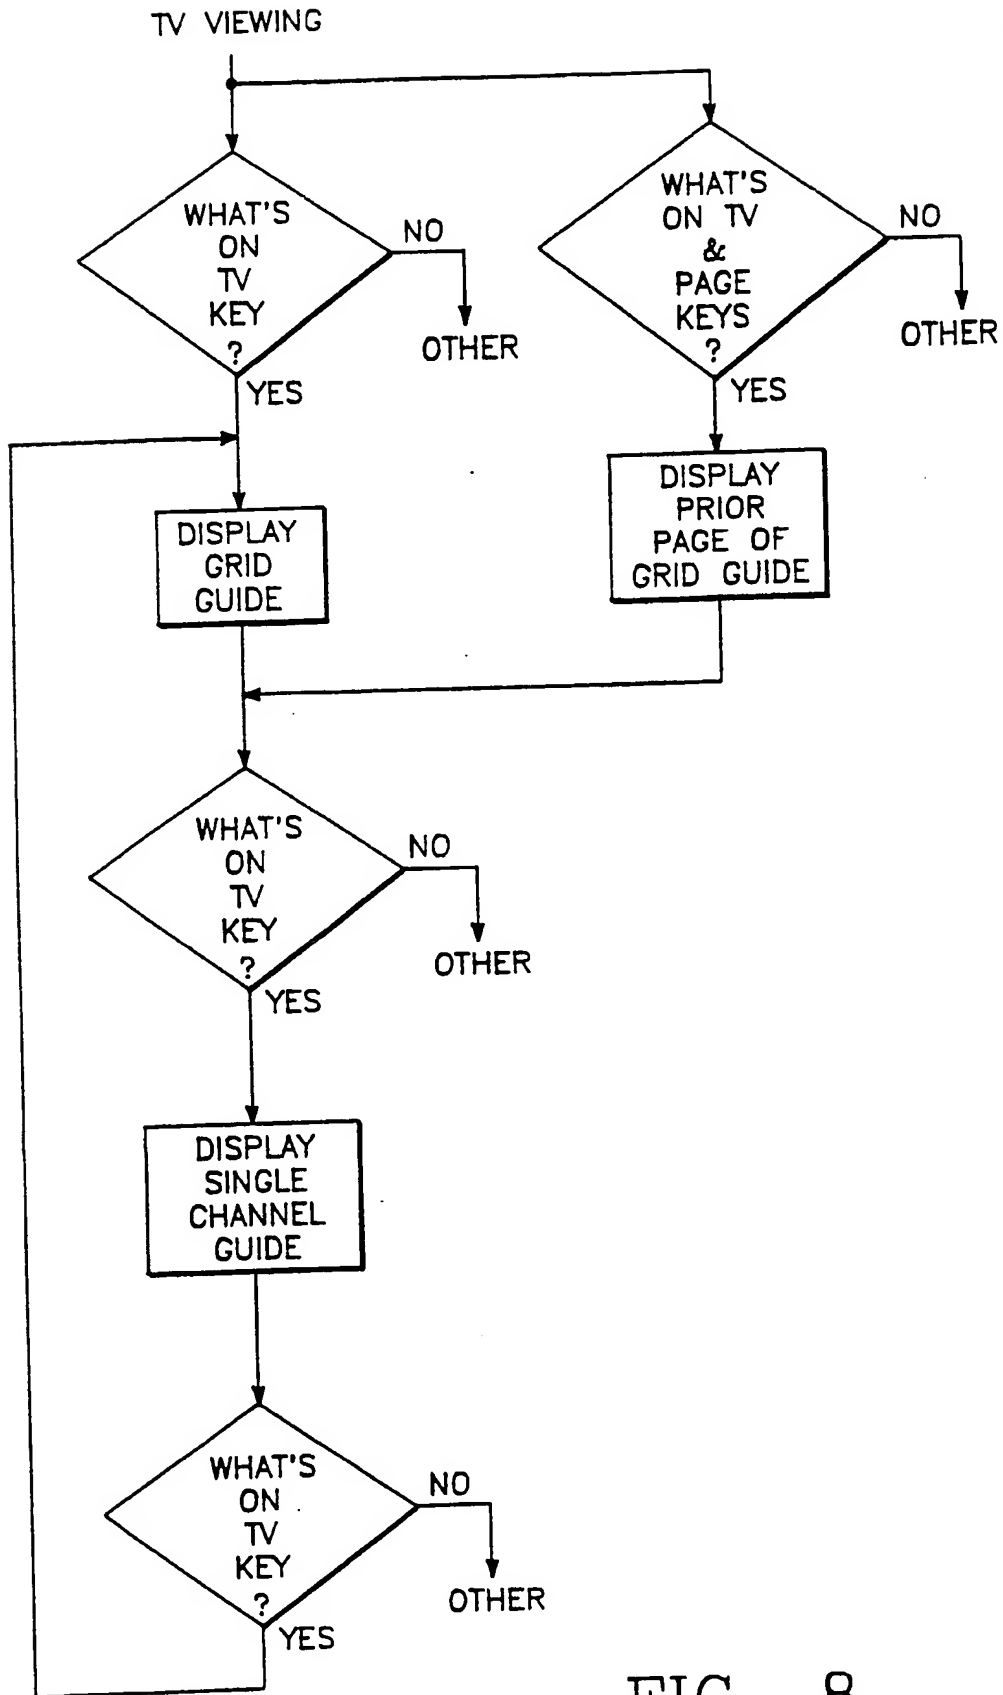 TV VIEWING
WHAT'S
ON
TV
KEY
?
NO
OTHER
YES
WHAT'S
ON TV
&
PAGE
KEYS
?
NO
OTHER
YES
DISPLAY
GRID
GUIDE
DISPLAY
PRIOR
PAGE OF
GRID GUIDE
WHAT'S
ON
TV
KEY
?
NO
OTHER
YES
DISPLAY
SINGLE
CHANNEL
GUIDE
WHAT'S
ON
TV
KEY
?
NO
OTHER
YES
FIG. 8